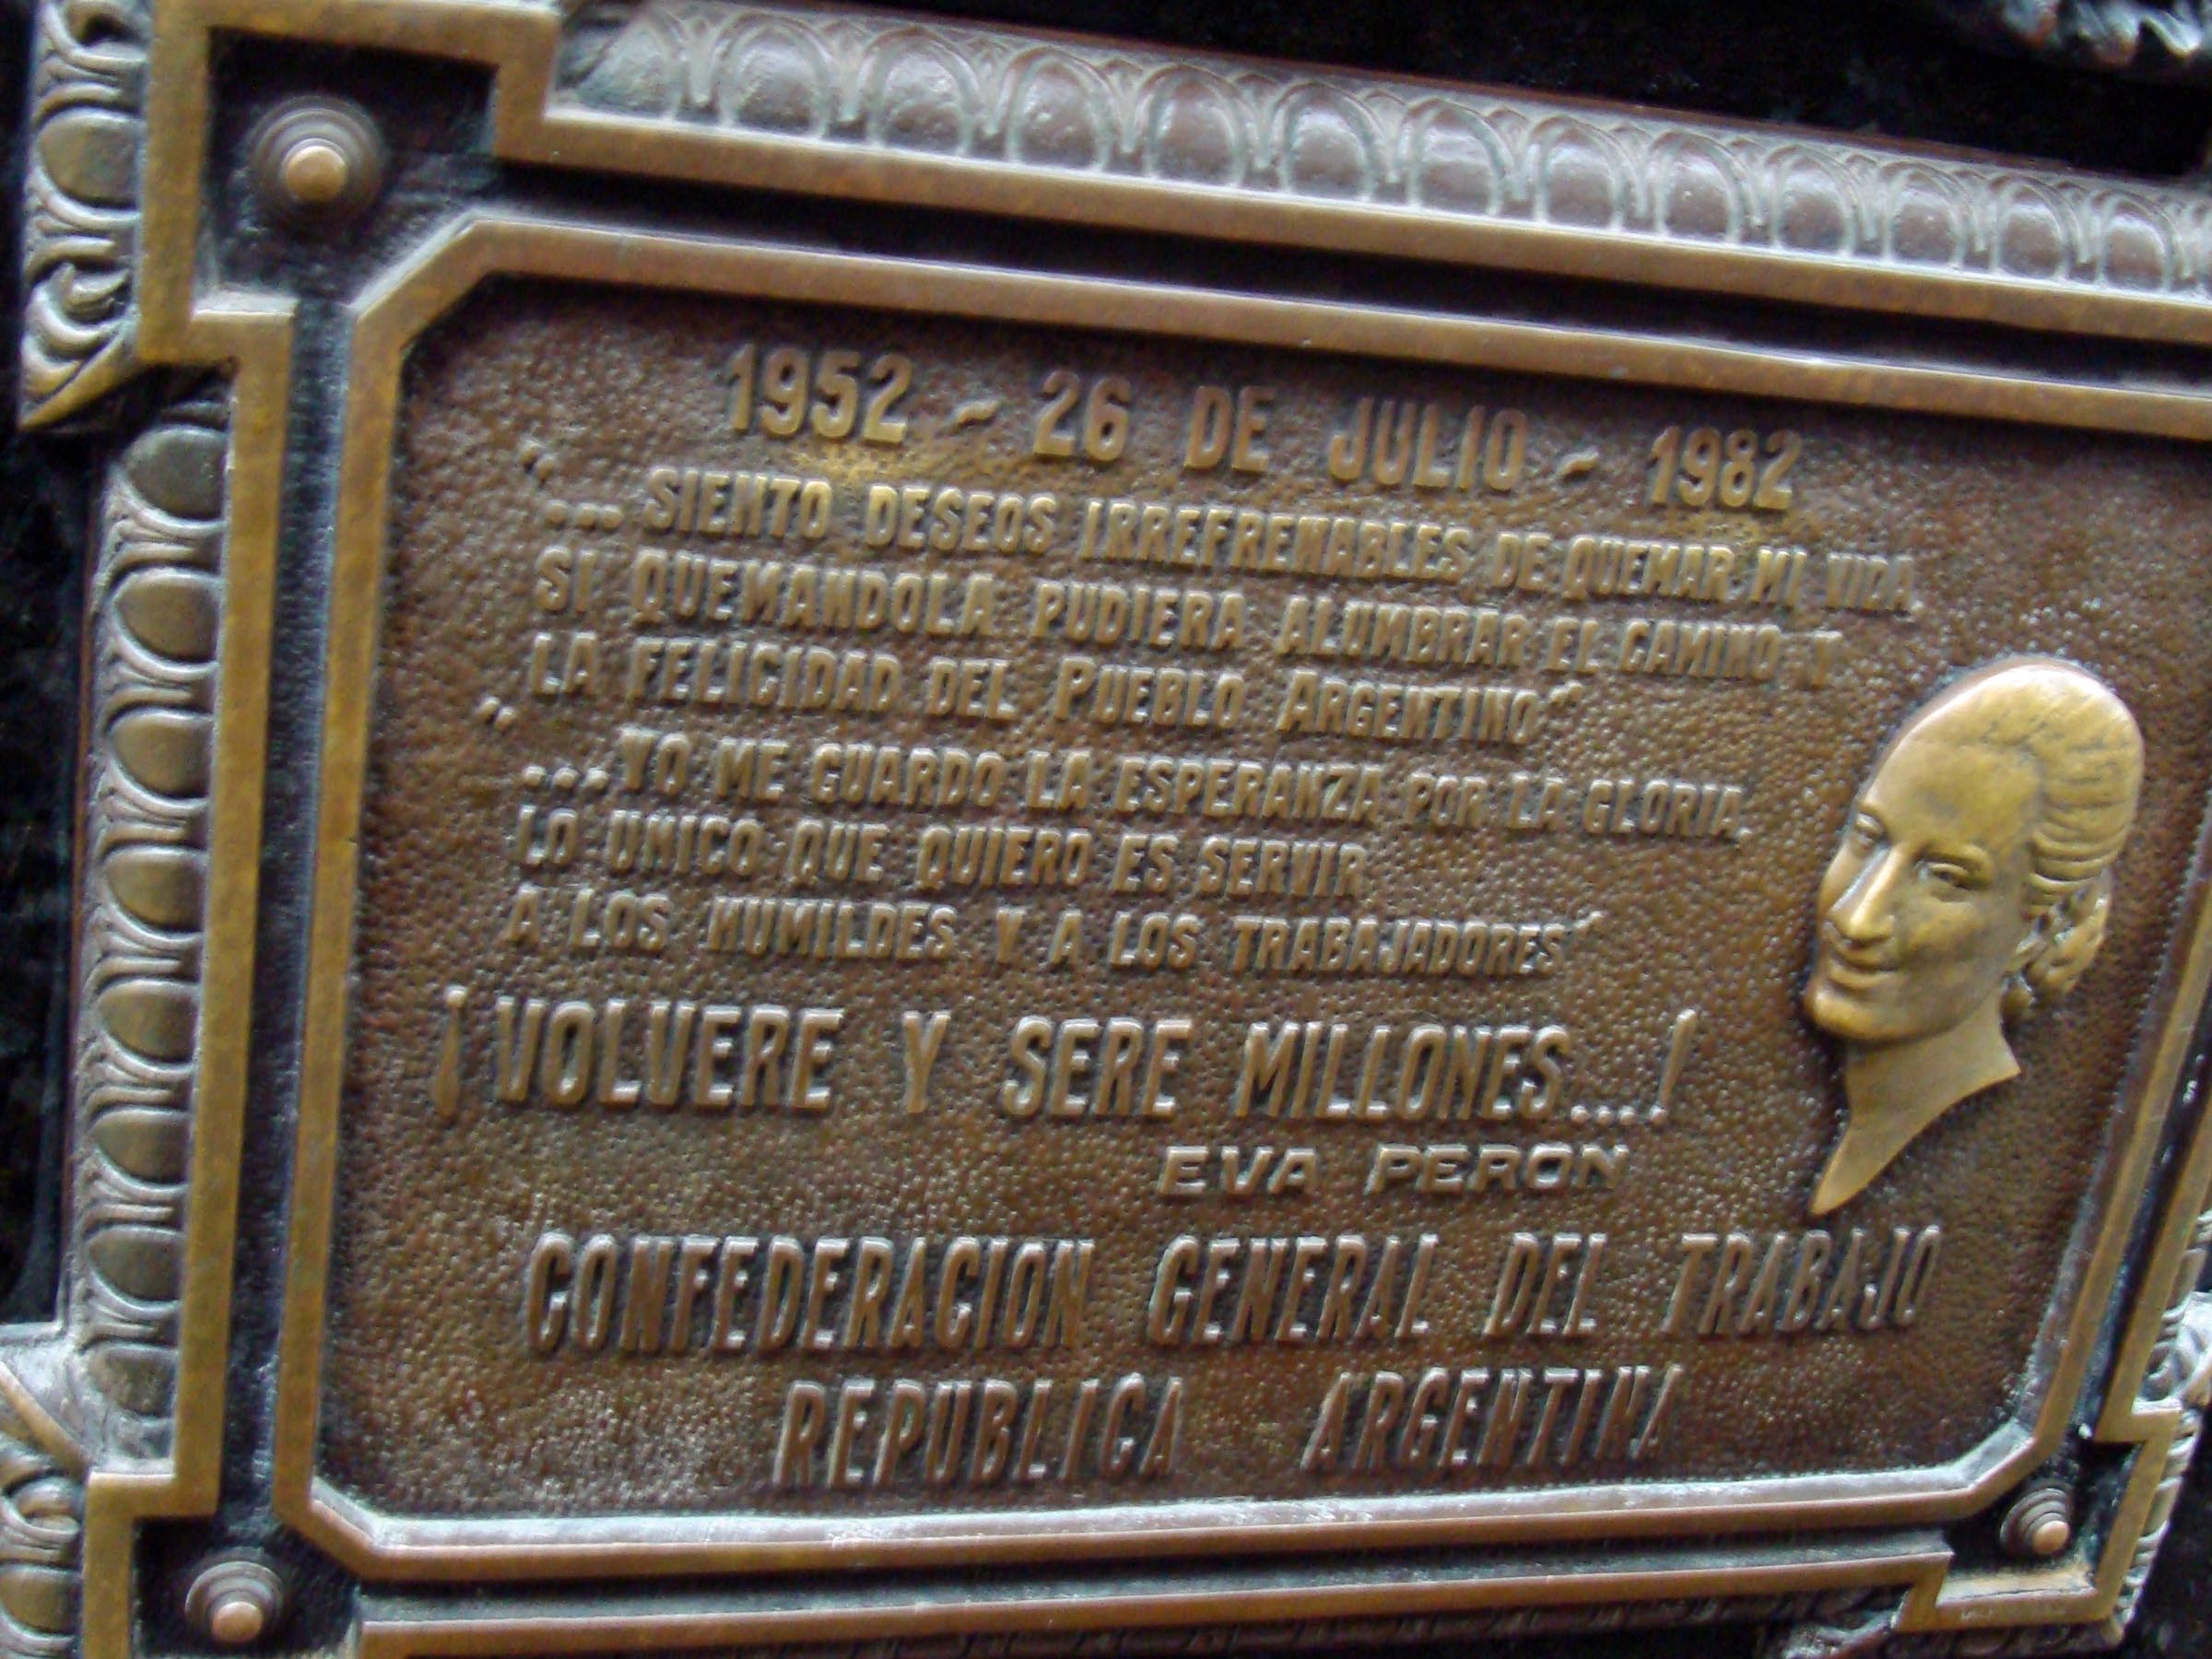 1952 - 26 DE JULIO - 1982
"... SIENTO DESEOS IRREFRENABLES DE QUEMAR MI VIDA,
SI QUEMANDOLA PUDIERA ALUMBRAR EL CAMINO Y
LA FELICIDAD DEL PUEBLO ARGENTINO"
"...YO ME GUARDO LA ESPERANZA POR LA GLORIA.
LO UNICO QUE QUIERO ES SERVIR
A LOS HUMILDES Y A LOS TRABAJADORES"
¡VOLVERE Y SERE MILLONES...!
EVA PERON
CONFEDERACION GENERAL DEL TRABAJO
REPUBLICA ARGENTINA